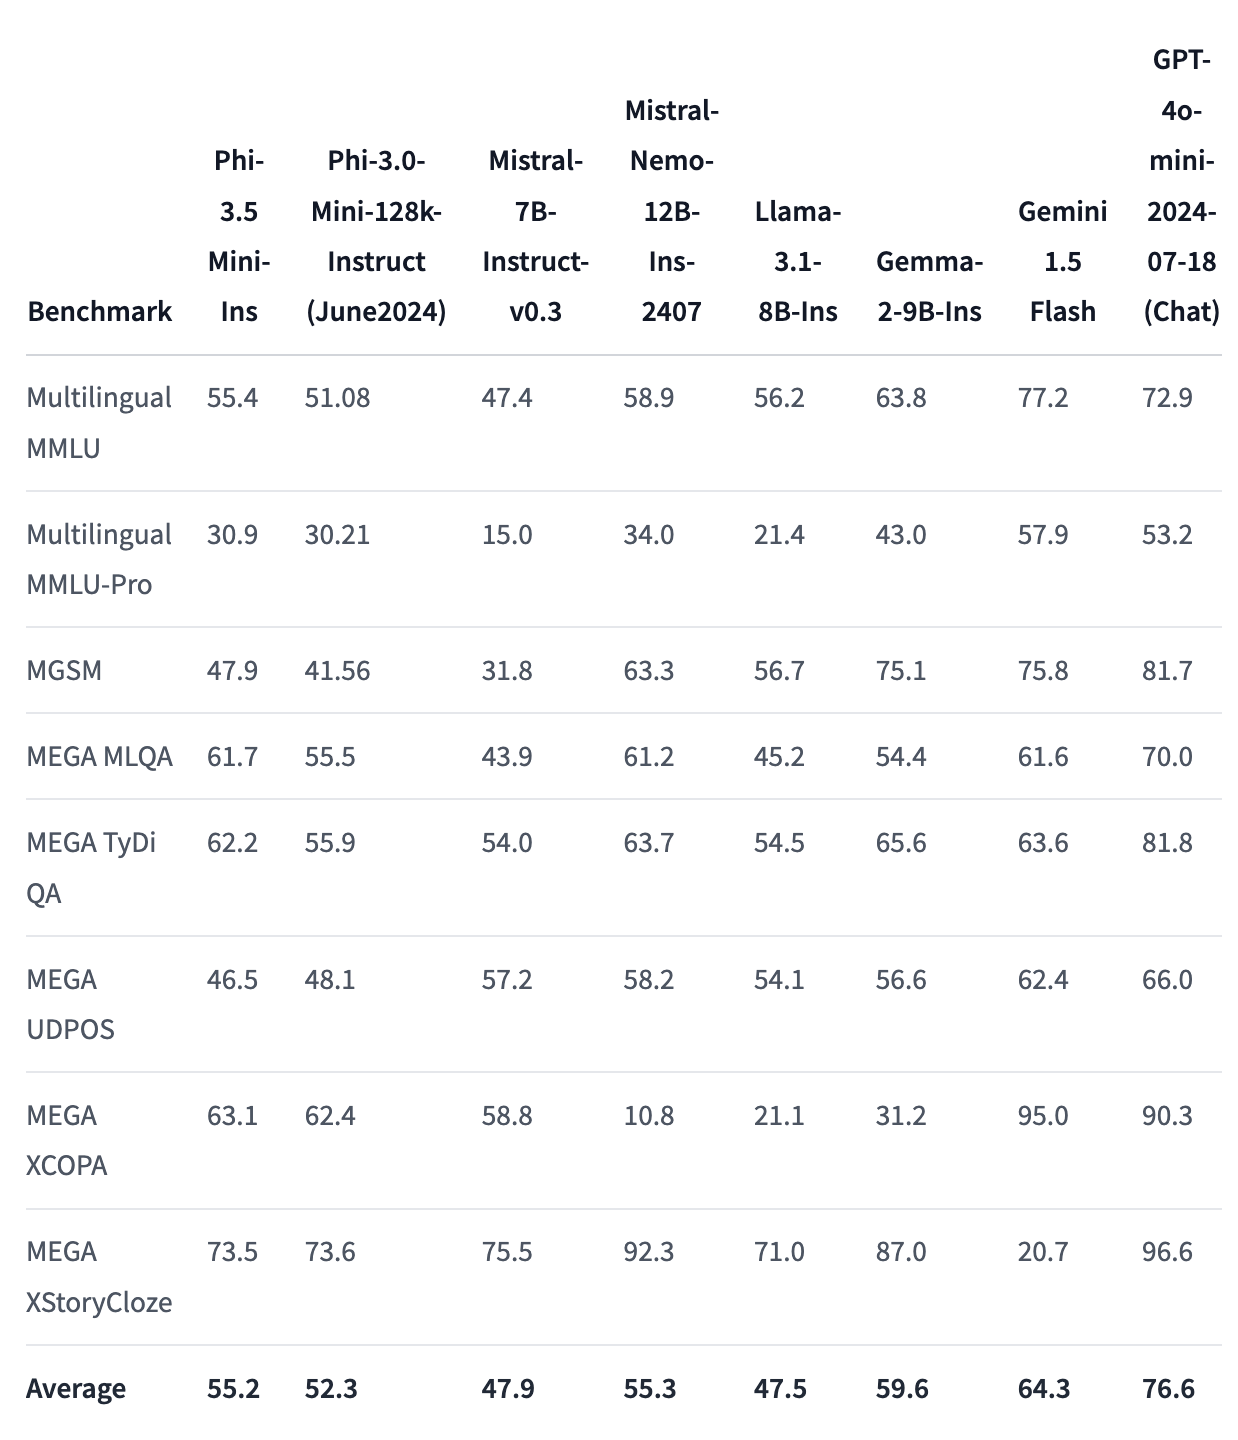 Benchmark Phi-3.5 Mini-Ins Phi-3.0-Mini-128k-Instruct (June2024) Mistral-7B-Instruct-v0.3 Mistral-Nemo-12B-Ins-2407 Llama-3.1-8B-Ins Gemma-2-9B-Ins Gemini 1.5 Flash GPT-4o-mini-2024-07-18 (Chat)
Multilingual MMLU 55.4 51.08 47.4 58.9 56.2 63.8 77.2 72.9
Multilingual MMLU-Pro 30.9 30.21 15.0 34.0 21.4 43.0 57.9 53.2
MGSM 47.9 41.56 31.8 63.3 56.7 75.1 75.8 81.7
MEGA MLQA 61.7 55.5 43.9 61.2 45.2 54.4 61.6 70.0
MEGA TyDi QA 62.2 55.9 54.0 63.7 54.5 65.6 63.6 81.8
MEGA UDPOS 46.5 48.1 57.2 58.2 54.1 56.6 62.4 66.0
MEGA XCOPA 63.1 62.4 58.8 10.8 21.1 31.2 95.0 90.3
MEGA XStoryCloze 73.5 73.6 75.5 92.3 71.0 87.0 20.7 96.6
Average 55.2 52.3 47.9 55.3 47.5 59.6 64.3 76.6